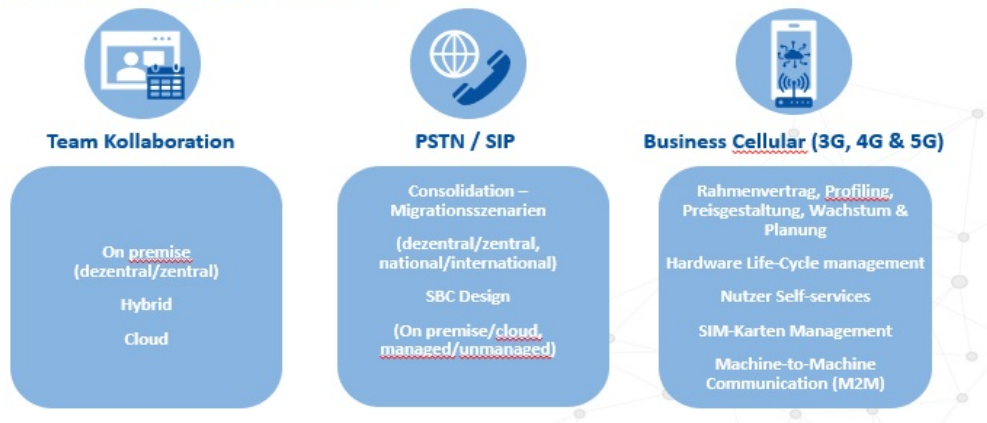 Team Kollaboration
On premise
(dezentral/zentral)
Hybrid
Cloud
PSTN / SIP
Consolidation –
Migrationsszenarien
(dezentral/zentral,
national/international)
SBC Design
(On premise/cloud,
managed/unmanaged)
Business Cellular (3G, 4G & 5G)
Rahmenvertrag, Profiling,
Preisgestaltung, Wachstum &
Planung
Hardware Life-Cycle management
Nutzer Self-services
SIM-Karten Management
Machine-to-Machine
Communication (M2M)